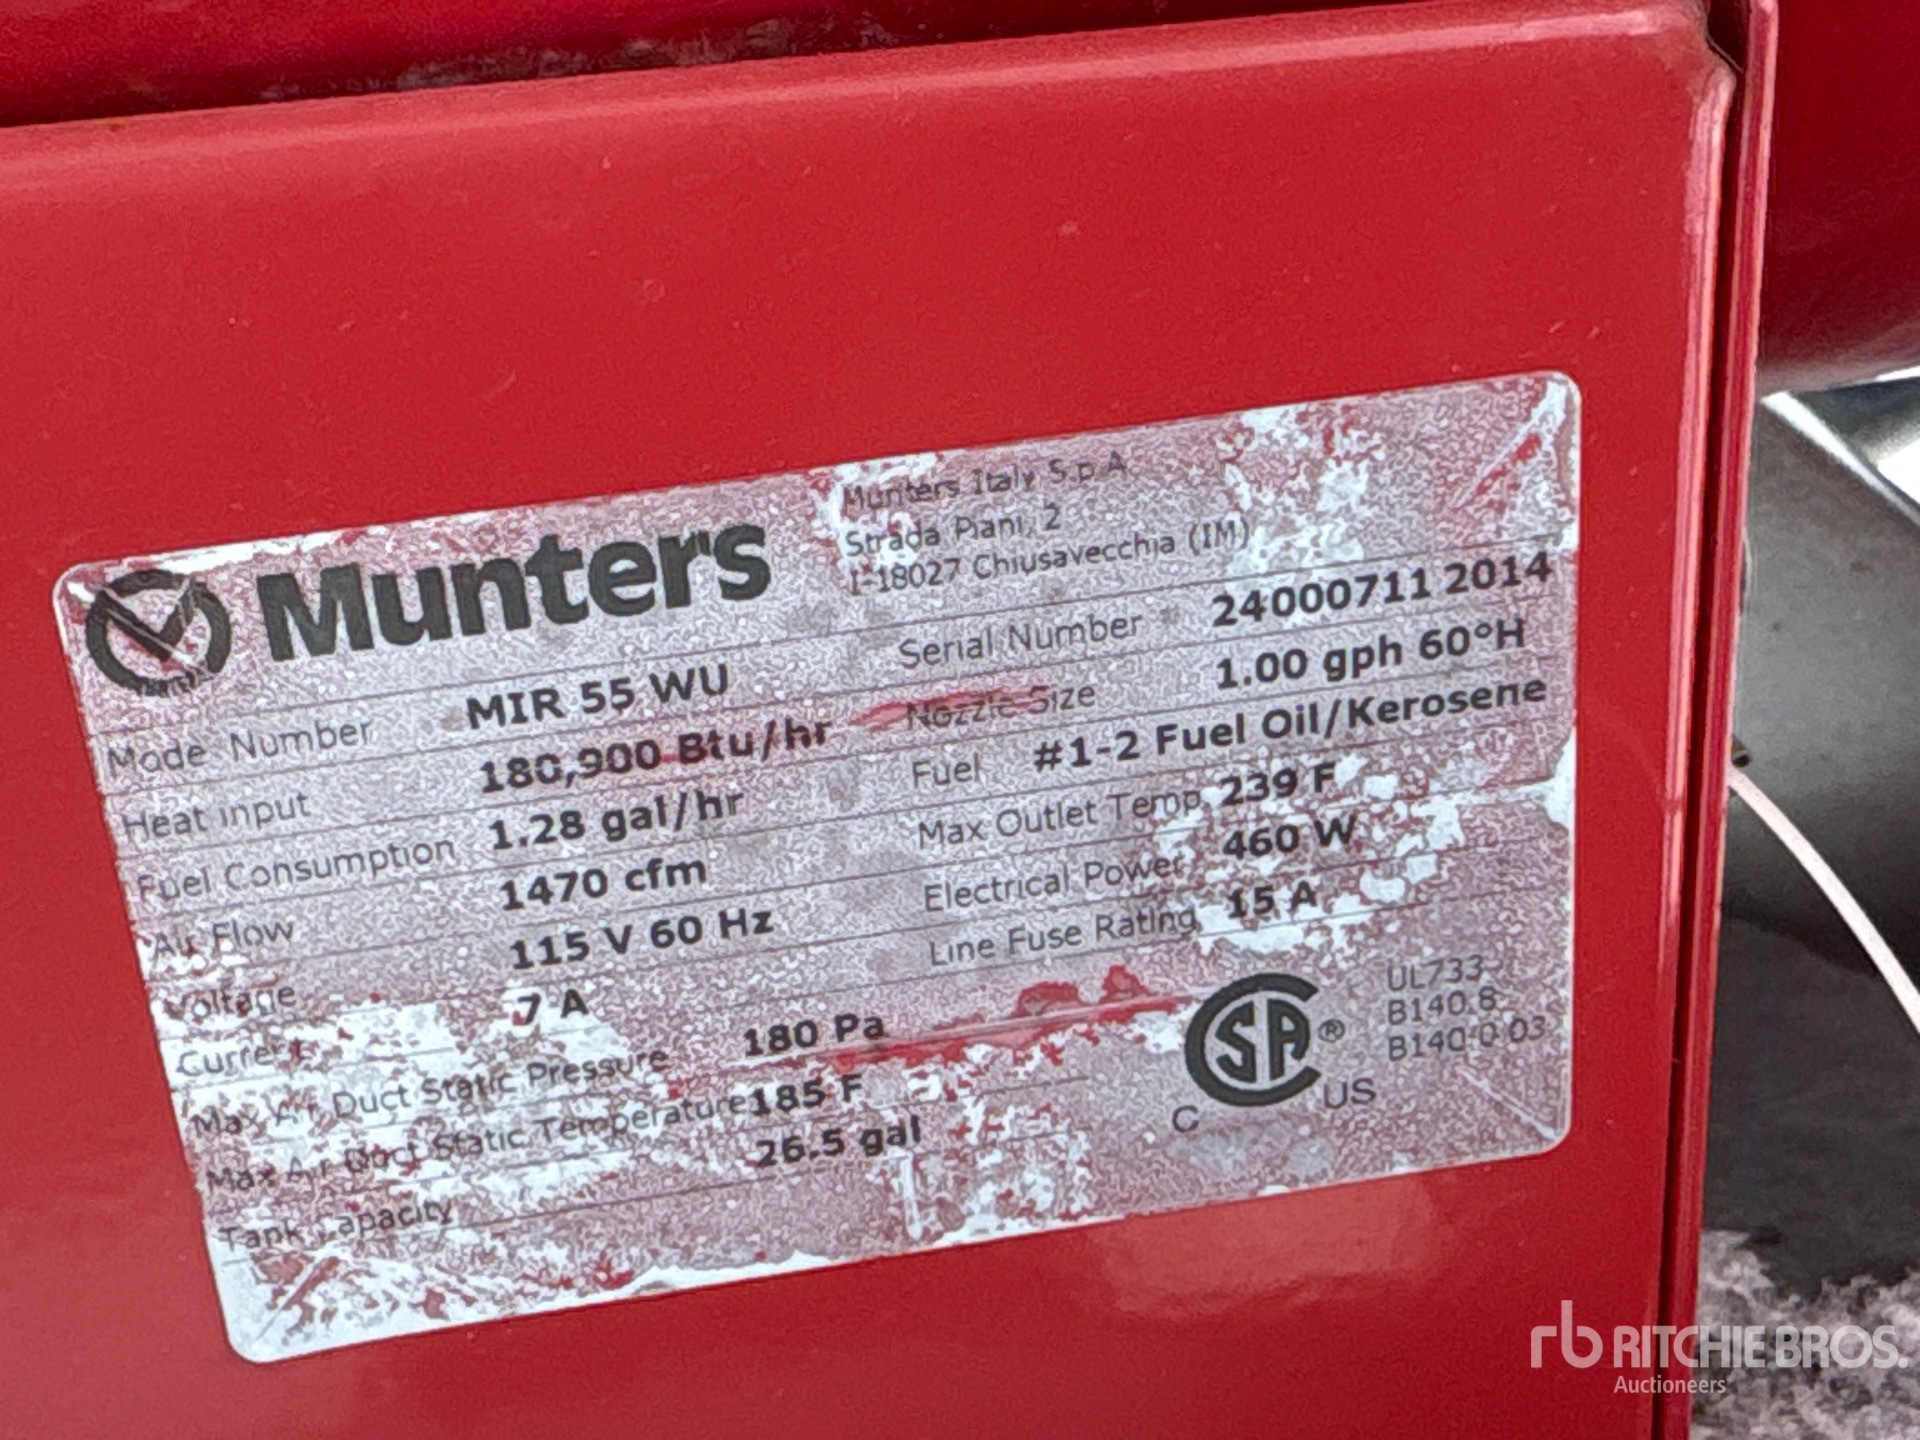 Munters
Munters Italy S.p.A.
Strada Piani, 2
I-18027 Chiusavecchia (IM)
Mode Number MIR 55 WU
Serial Number 24000711 2014
Heat input 180,900 Btu/hr
Nozzle Size 1.00 gph 60°H
Fuel Consumption 1.28 gal/hr
Fuel #1-2 Fuel Oil/Kerosene
Air Flow 1470 cfm
Max Outlet Temp 239 F
Voltage 115 V 60 Hz
Electrical Power 460 W
Current 7 A
Line Fuse Rating 15 A
Max Air Duct Static Pressure 180 Pa
Max Air Duct Static Temperature 185 F
Tank Capacity 26.5 gal
C SA® US
UL733
B140.8
B140 0 03
rb RITCHIE BROS.
Auctioneers